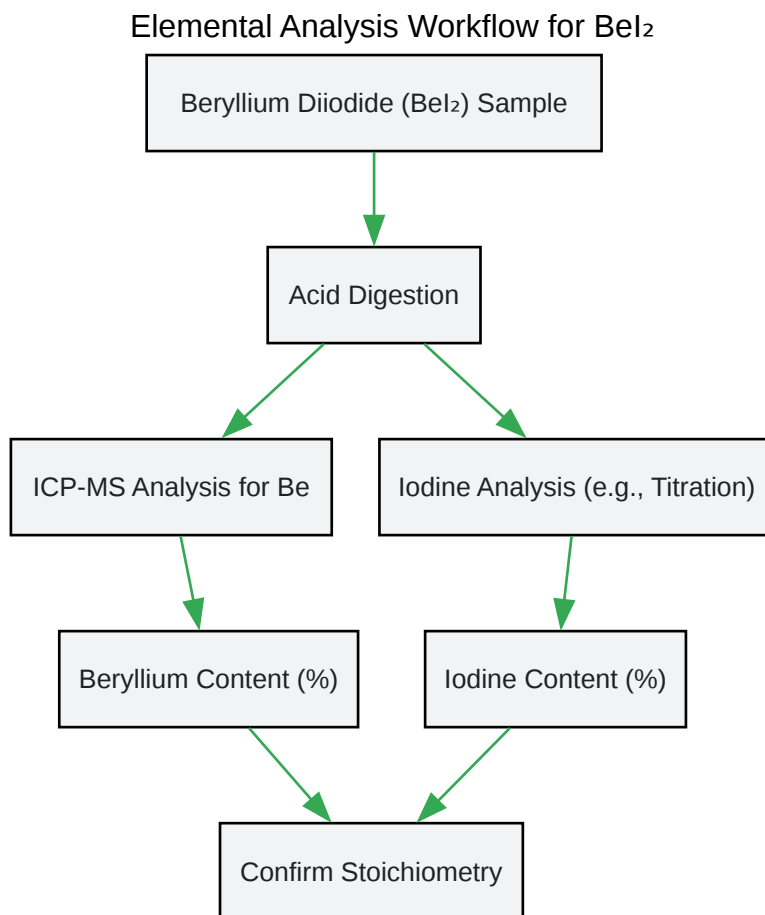 Elemental Analysis Workflow for BeI₂
Beryllium Diiodide (BeI₂) Sample
Acid Digestion
ICP-MS Analysis for Be
Iodine Analysis (e.g., Titration)
Beryllium Content (%)
Iodine Content (%)
Confirm Stoichiometry